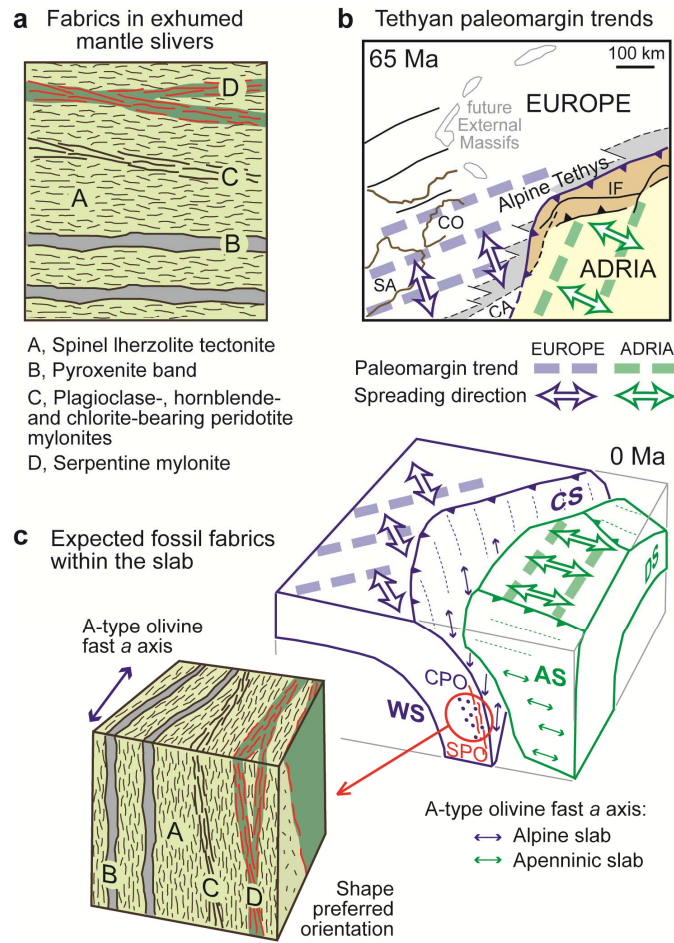 a Fabrics in exhumed
mantle slivers
D
C
A
B
A, Spinel lherzolite tectonite
B, Pyroxenite band
C, Plagioclase-, hornblende-
and chlorite-bearing peridotite
mylonites
D, Serpentine mylonite
b Tethyan paleomargin trends
65 Ma
100 km
EUROPE
future
External
Massifs
Alpine Tethys
IF
CO
ADRIA
SA
CA
EUROPE ADRIA
Paleomargin trend
Spreading direction
0 Ma
c Expected fossil fabrics
within the slab
CS
DS
A-type olivine
fast a axis
CPO
AS
WS
SPO
A-type olivine fast a axis:
Alpine slab
Apenninic slab
A
B
C
D
Shape
preferred
orientation